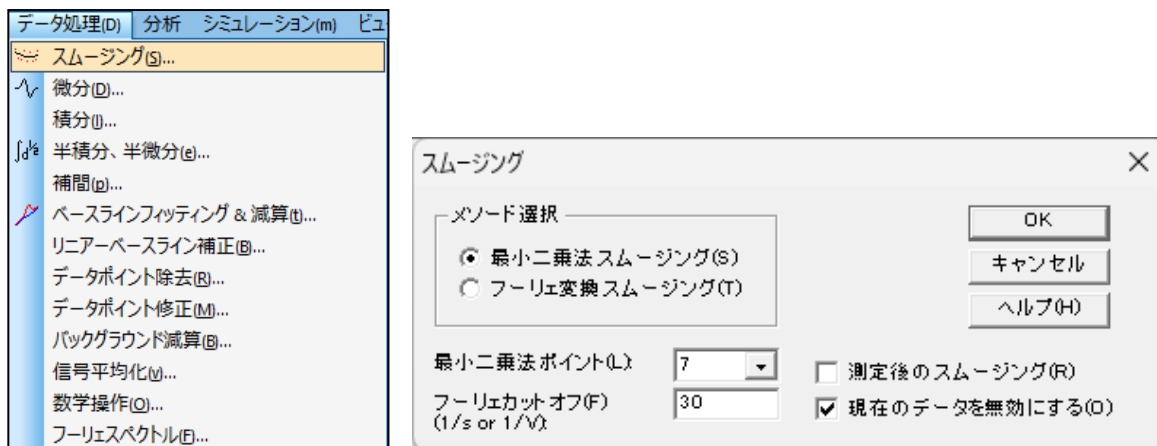 データ処理(D) 分析 シミュレーション(m)
スムージング(S)...
微分(D)...
積分(I)...
半積分、半微分(e)...
補間(p)...
ベースラインフィッティング & 減算(t)...
リニアーベースライン補正(B)...
データポイント除去(R)...
データポイント修正(M)...
バックグラウンド減算(B)...
信号平均化(v)...
数学操作(O)...
フーリェスペクトル(F)...
スムージング
メソード選択
最小二乗法 スムージング(S)
フーリェ変換 スムージング(T)
OK
キャンセル
ヘルプ(H)
最小二乗法 ポイント(L):
7
フーリェカットオフ(F)
(1/s or 1/V):
30
測定後のスムージング(R)
現在のデータを無効にする(O)